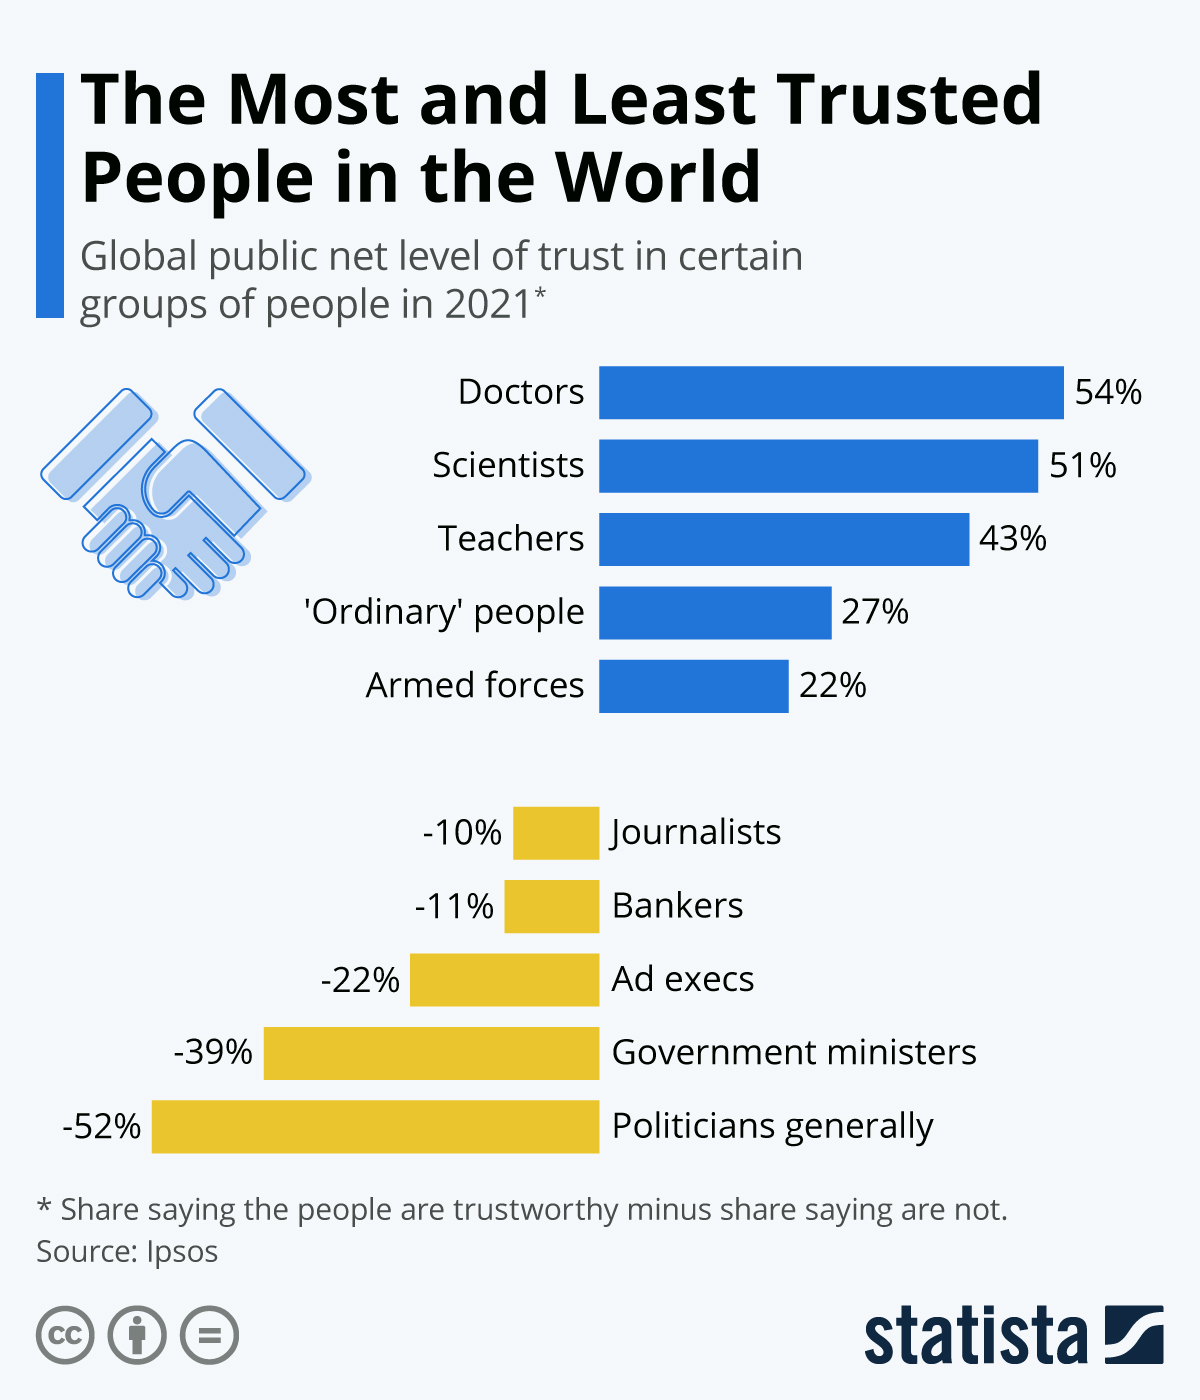 The Most and Least Trusted
People in the World
Global public net level of trust in certain
groups of people in 2021*
Doctors 54%
Scientists 51%
Teachers 43%
'Ordinary' people 27%
Armed forces 22%
-10% Journalists
-11% Bankers
-22% Ad execs
-39% Government ministers
-52% Politicians generally
* Share saying the people are trustworthy minus share saying are not.
Source: Ipsos
cc =
statista